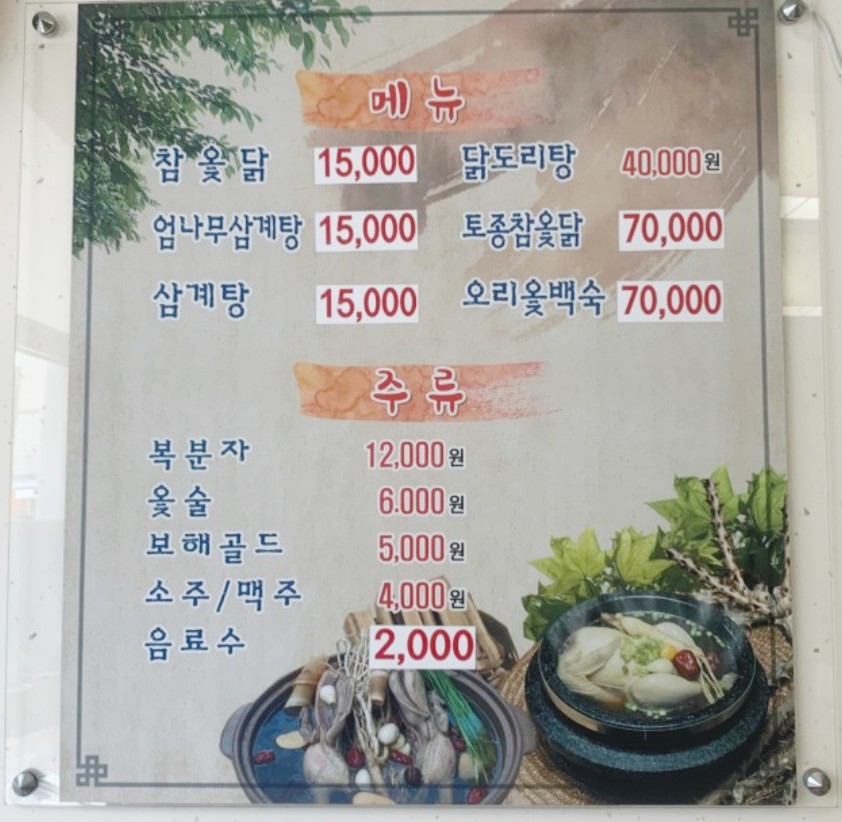 메뉴
참옻닭 15,000 닭도리탕 40,000원
엄나무삼계탕 15,000 토종참옻닭 70,000
삼계탕 15,000 오리옻백숙 70,000
주류
복분자 12,000원
옻술 6.000원
보해골드 5,000원
소주/맥주 4,000원
음료수 2,000